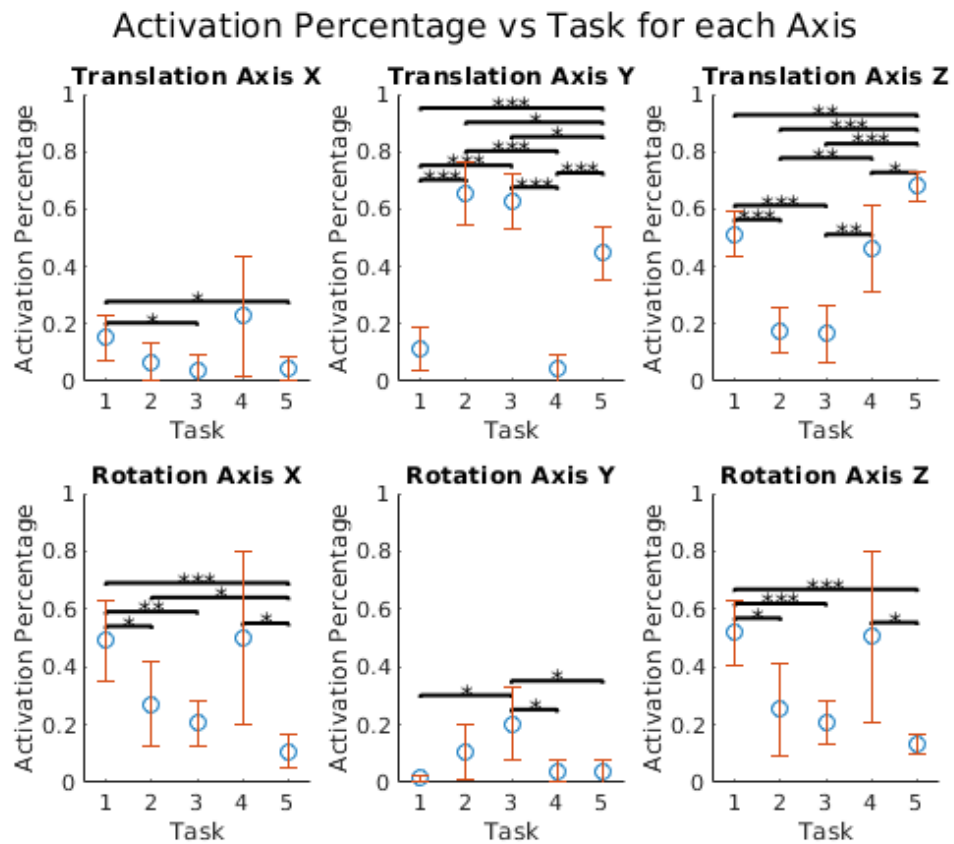 Activation Percentage vs Task for each Axis
Translation Axis X
Activation Percentage
1
0.8
0.6
0.4
0.2
0
*
*
1 2 3 4 5
Task
Translation Axis Y
Activation Percentage
1
0.8
0.6
0.4
0.2
0
***
*
*
***
***
***
***
***
1 2 3 4 5
Task
Translation Axis Z
Activation Percentage
1
0.8
0.6
0.4
0.2
0
**
***
***
**
*
***
***
**
1 2 3 4 5
Task
Rotation Axis X
Activation Percentage
1
0.8
0.6
0.4
0.2
0
***
*
**
*
*
1 2 3 4 5
Task
Rotation Axis Y
Activation Percentage
1
0.8
0.6
0.4
0.2
0
*
*
*
1 2 3 4 5
Task
Rotation Axis Z
Activation Percentage
1
0.8
0.6
0.4
0.2
0
***
***
*
*
1 2 3 4 5
Task